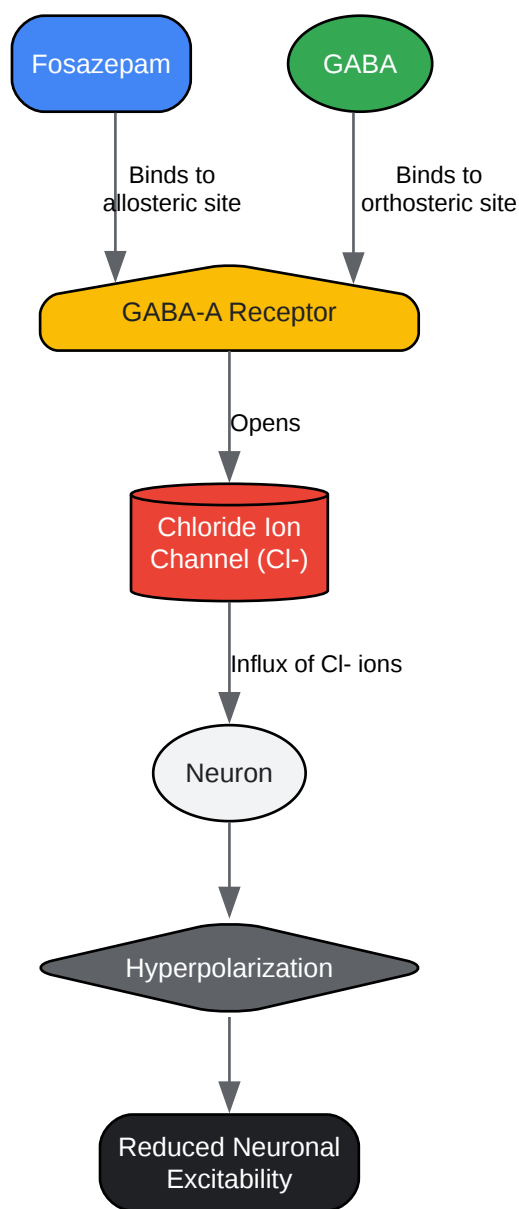 Fosazepam
GABA
Binds to
allosteric site
Binds to
orthosteric site
GABA-A Receptor
Opens
Chloride Ion
Channel (Cl-)
Influx of Cl- ions
Neuron
Hyperpolarization
Reduced Neuronal
Excitability